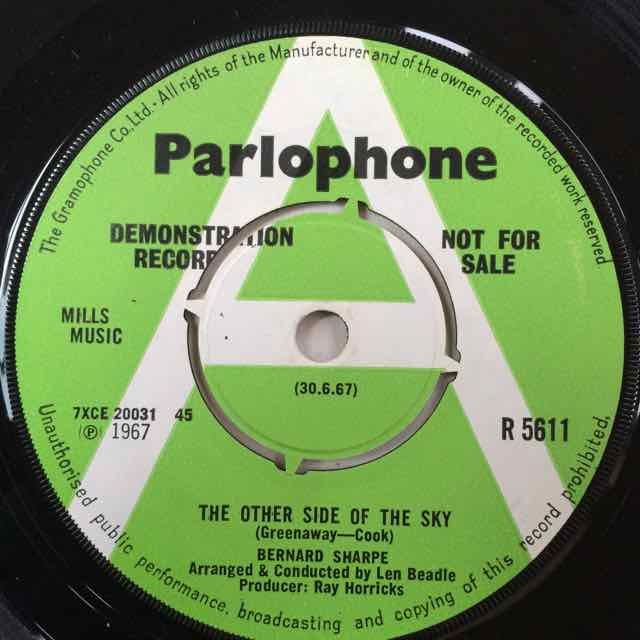 The Gramophone Co. Ltd. · All rights of the Manufacturer and of the owner of the recorded work reserved.
Parlophone
DEMONSTRATION
RECORD
NOT FOR
SALE
MILLS
MUSIC
(30.6.67)
7XCE 20031 45
Ⓟ 1967
R 5611
THE OTHER SIDE OF THE SKY
(Greenaway—Cook)
BERNARD SHARPE
Arranged & Conducted by Len Beadle
Producer: Ray Horricks
Unauthorised public performance, broadcasting and copying of this record prohibited.